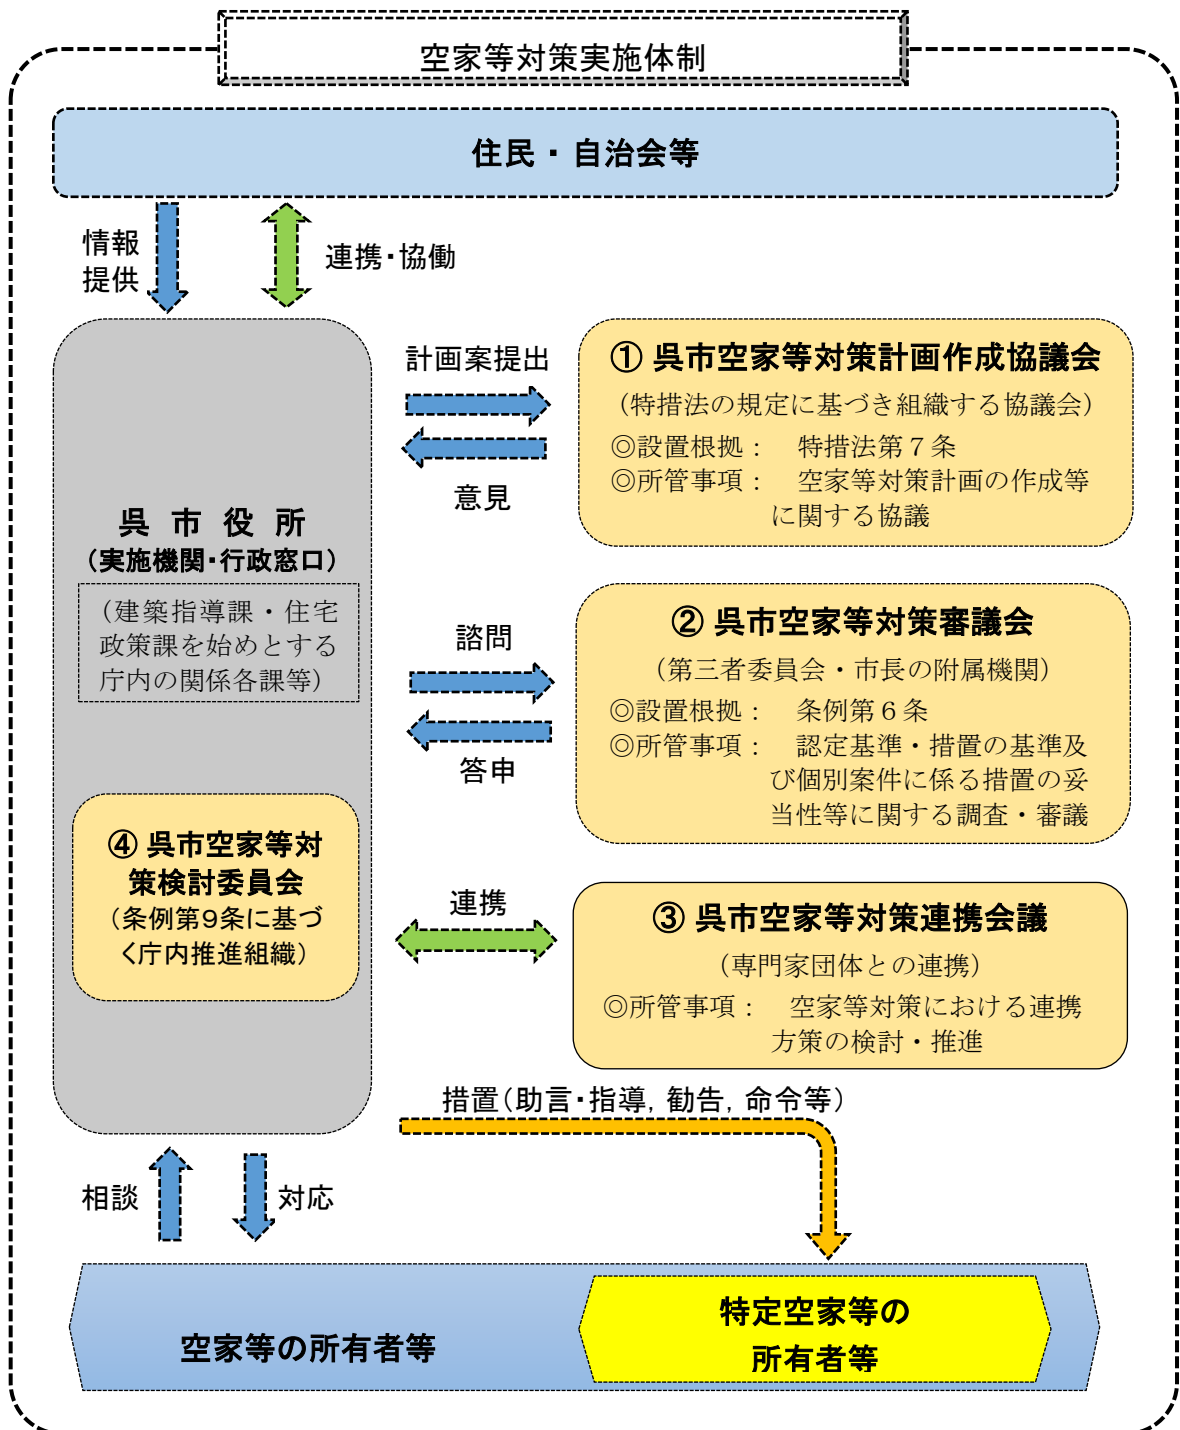 空家等対策実施体制
住民・自治会等
情報
提供
連携・協働
計画案提出
意見
① 呉市空家等対策計画作成協議会
（特措法の規定に基づき組織する協議会）
◎設置根拠： 特措法第７条
◎所管事項： 空家等対策計画の作成等
に関する協議
呉 市 役 所
（実施機関・行政窓口）
（建築指導課・住宅
政策課を始めとする
庁内の関係各課等）
諮問
答申
② 呉市空家等対策審議会
（第三者委員会・市長の附属機関）
◎設置根拠： 条例第６条
◎所管事項： 認定基準・措置の基準及
び個別案件に係る措置の妥
当性等に関する調査・審議
④ 呉市空家等対
策検討委員会
（条例第９条に基づ
く庁内推進組織）
連携
③ 呉市空家等対策連携会議
（専門家団体との連携）
◎所管事項： 空家等対策における連携
方策の検討・推進
措置（助言・指導，勧告，命令等）
相談
対応
空家等の所有者等
特定空家等の
所有者等